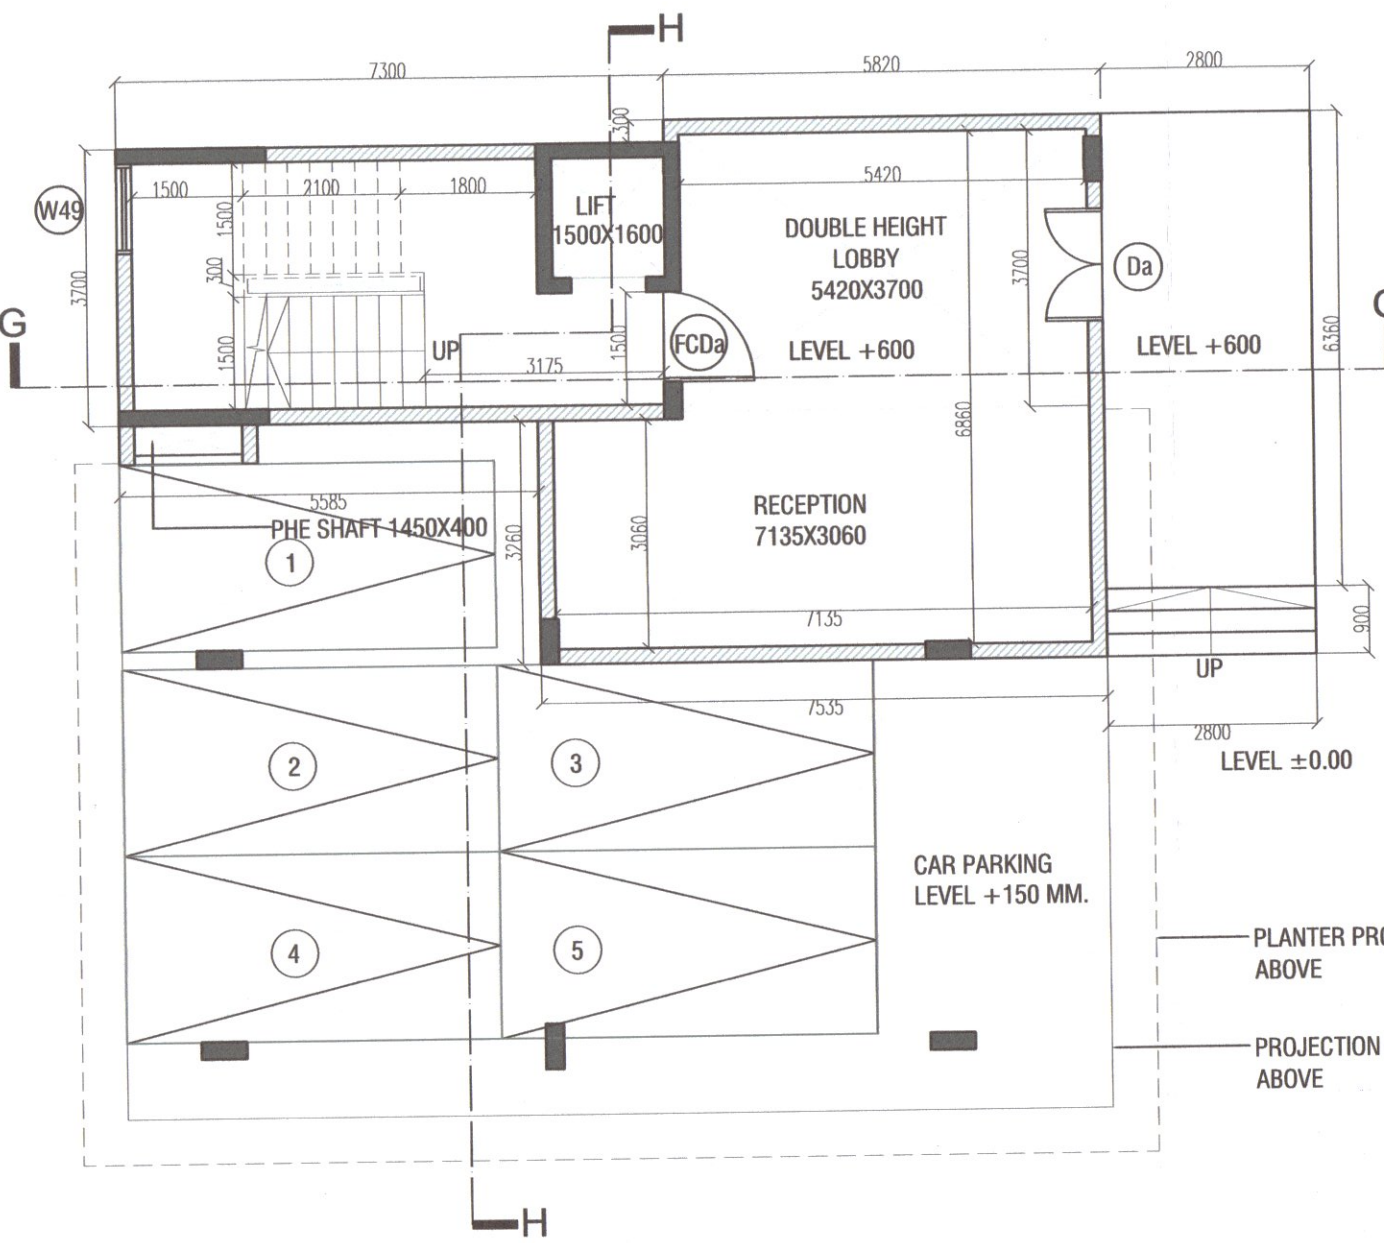 H
7300
5820
2800
300
1500
2100
1800
5420
W49
1500
LIFT
1500X1600
DOUBLE HEIGHT
LOBBY
5420X3700
3700
Da
300
3700
G
1500
UP
3175
1500
FCDa
LEVEL +600
LEVEL +600
6360
6860
5585
PHE SHAFT 1450X400
3260
3060
RECEPTION
7135X3060
1
7135
900
UP
7535
2800
LEVEL ±0.00
2
3
CAR PARKING
LEVEL +150 MM.
4
5
PLANTER
ABOVE
PROJECTION
ABOVE
H